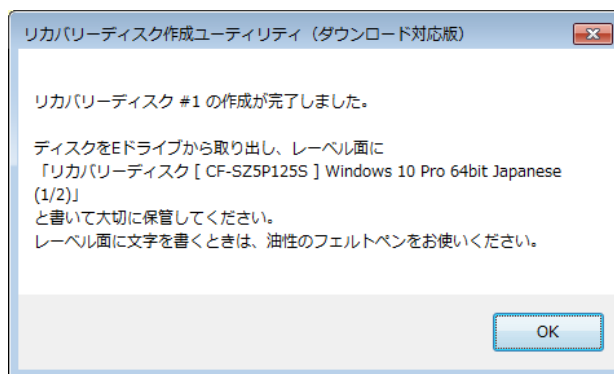 リカバリーディスク作成ユーティリティ（ダウンロード対応版）
リカバリーディスク #1 の作成が完了しました。
ディスクをEドライブから取り出し、レーベル面に
「リカバリーディスク [ CF-SZ5P125S ] Windows 10 Pro 64bit Japanese
(1/2)」
と書いて大切に保管してください。
レーベル面に文字を書くときは、油性のフェルトペンをお使いください。
OK